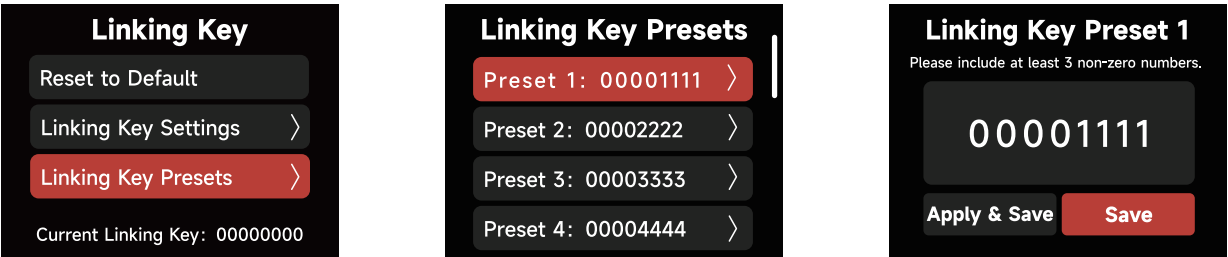 Linking Key
Reset to Default
Linking Key Settings
Linking Key Presets
Current Linking Key: 00000000
Linking Key Presets
Preset 1: 00001111
Preset 2: 00002222
Preset 3: 00003333
Preset 4: 00004444
Linking Key Preset 1
Please include at least 3 non-zero numbers.
00001111
Apply & Save
Save